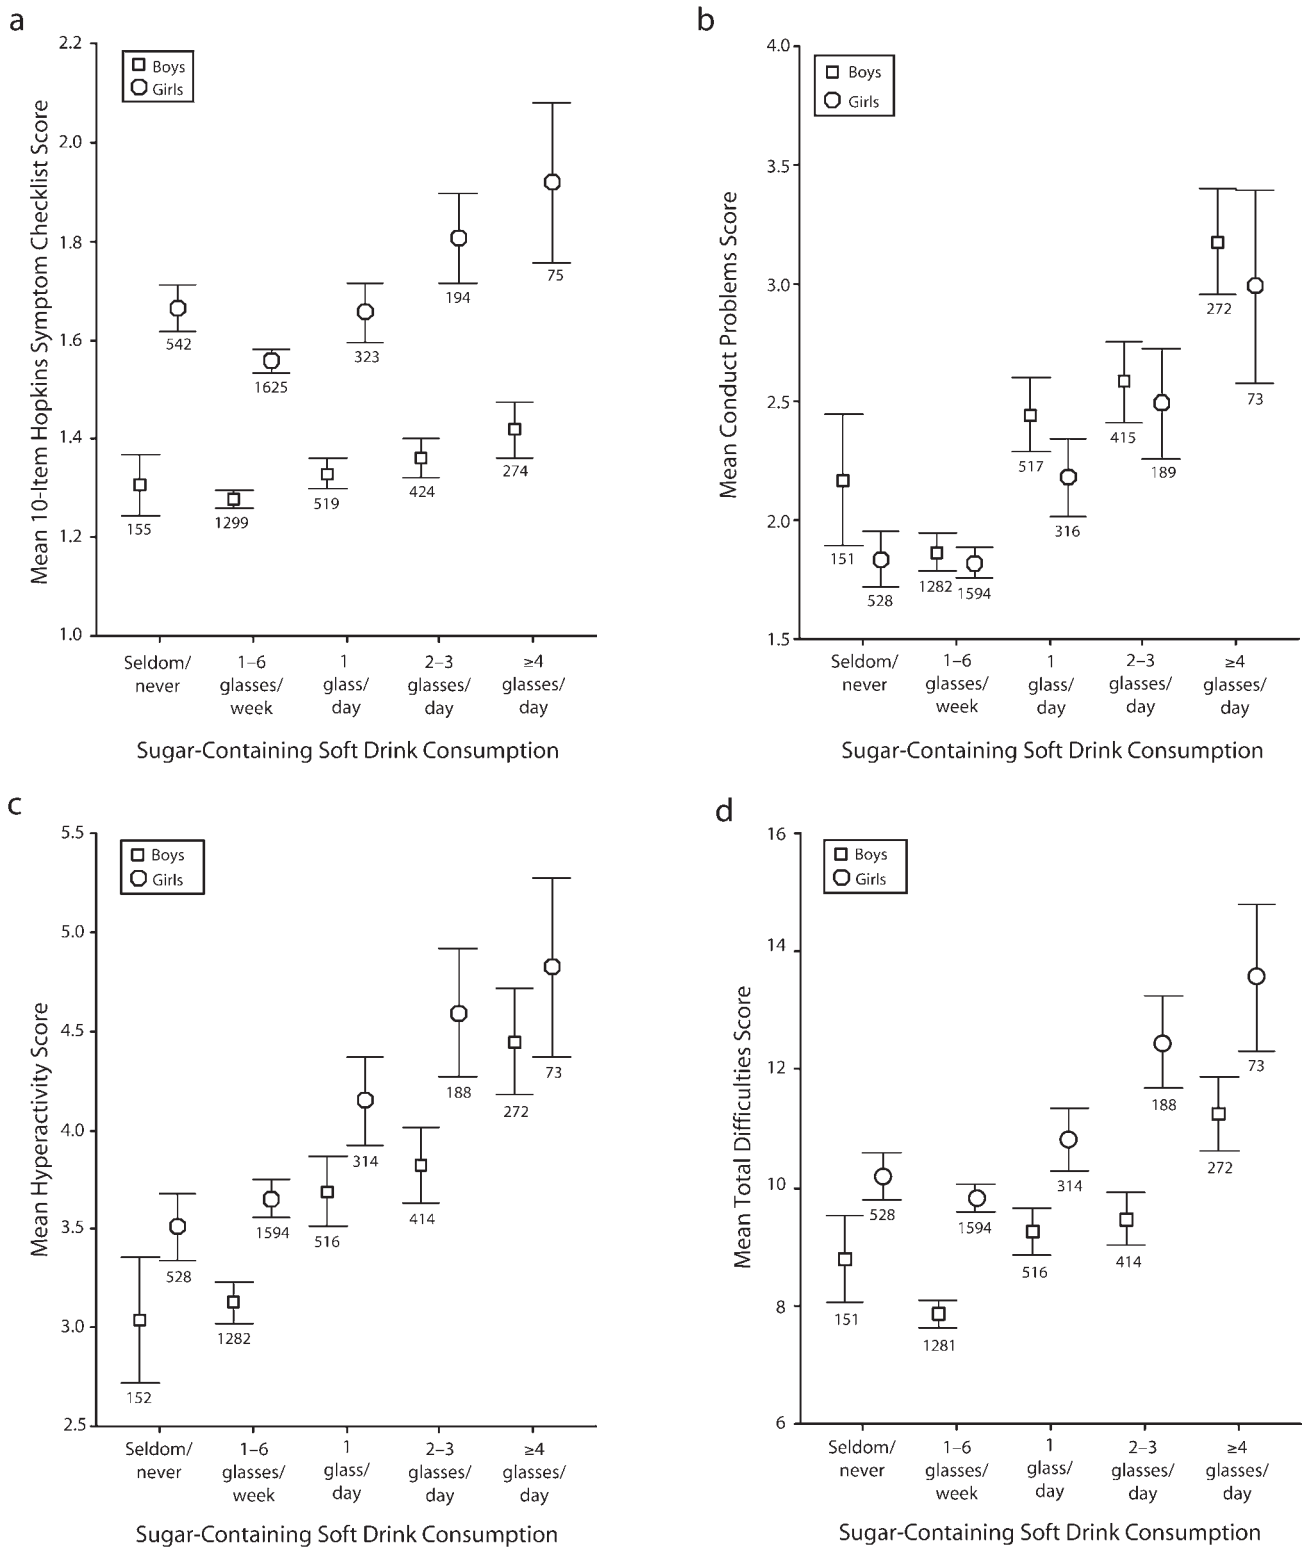 a
Mean 10-Item Hopkins Symptom Checklist Score
2.2
2.0
1.8
1.6
1.4
1.2
1.0
Boys
Girls
542
1625
323
194
75
155
1299
519
424
274
Seldom/
never
1–6
glasses/
week
1
glass/
day
2–3
glasses/
day
≥4
glasses/
day
Sugar-Containing Soft Drink Consumption
b
Mean Conduct Problems Score
4.0
3.5
3.0
2.5
2.0
1.5
Boys
Girls
151
528
1282
1594
517
316
415
189
272
73
Seldom/
never
1–6
glasses/
week
1
glass/
day
2–3
glasses/
day
≥4
glasses/
day
Sugar-Containing Soft Drink Consumption
c
Mean Hyperactivity Score
5.5
5.0
4.5
4.0
3.5
3.0
2.5
Boys
Girls
152
528
1282
1594
516
314
414
188
272
73
Seldom/
never
1–6
glasses/
week
1
glass/
day
2–3
glasses/
day
≥4
glasses/
day
Sugar-Containing Soft Drink Consumption
d
Mean Total Difficulties Score
16
14
12
10
8
6
Boys
Girls
151
528
1281
1594
516
314
414
188
272
73
Seldom/
never
1–6
glasses/
week
1
glass/
day
2–3
glasses/
day
≥4
glasses/
day
Sugar-Containing Soft Drink Consumption